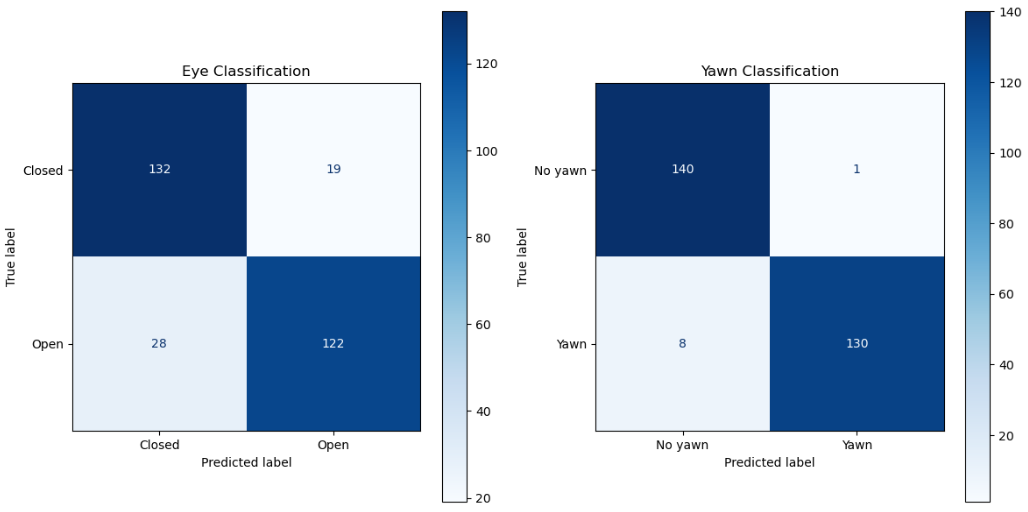 Eye Classification
Closed
Open
True label
132
19
28
122
Closed
Open
Predicted label
120
100
80
60
40
20
Yawn Classification
No yawn
Yawn
True label
140
1
8
130
No yawn
Yawn
Predicted label
140
120
100
80
60
40
20